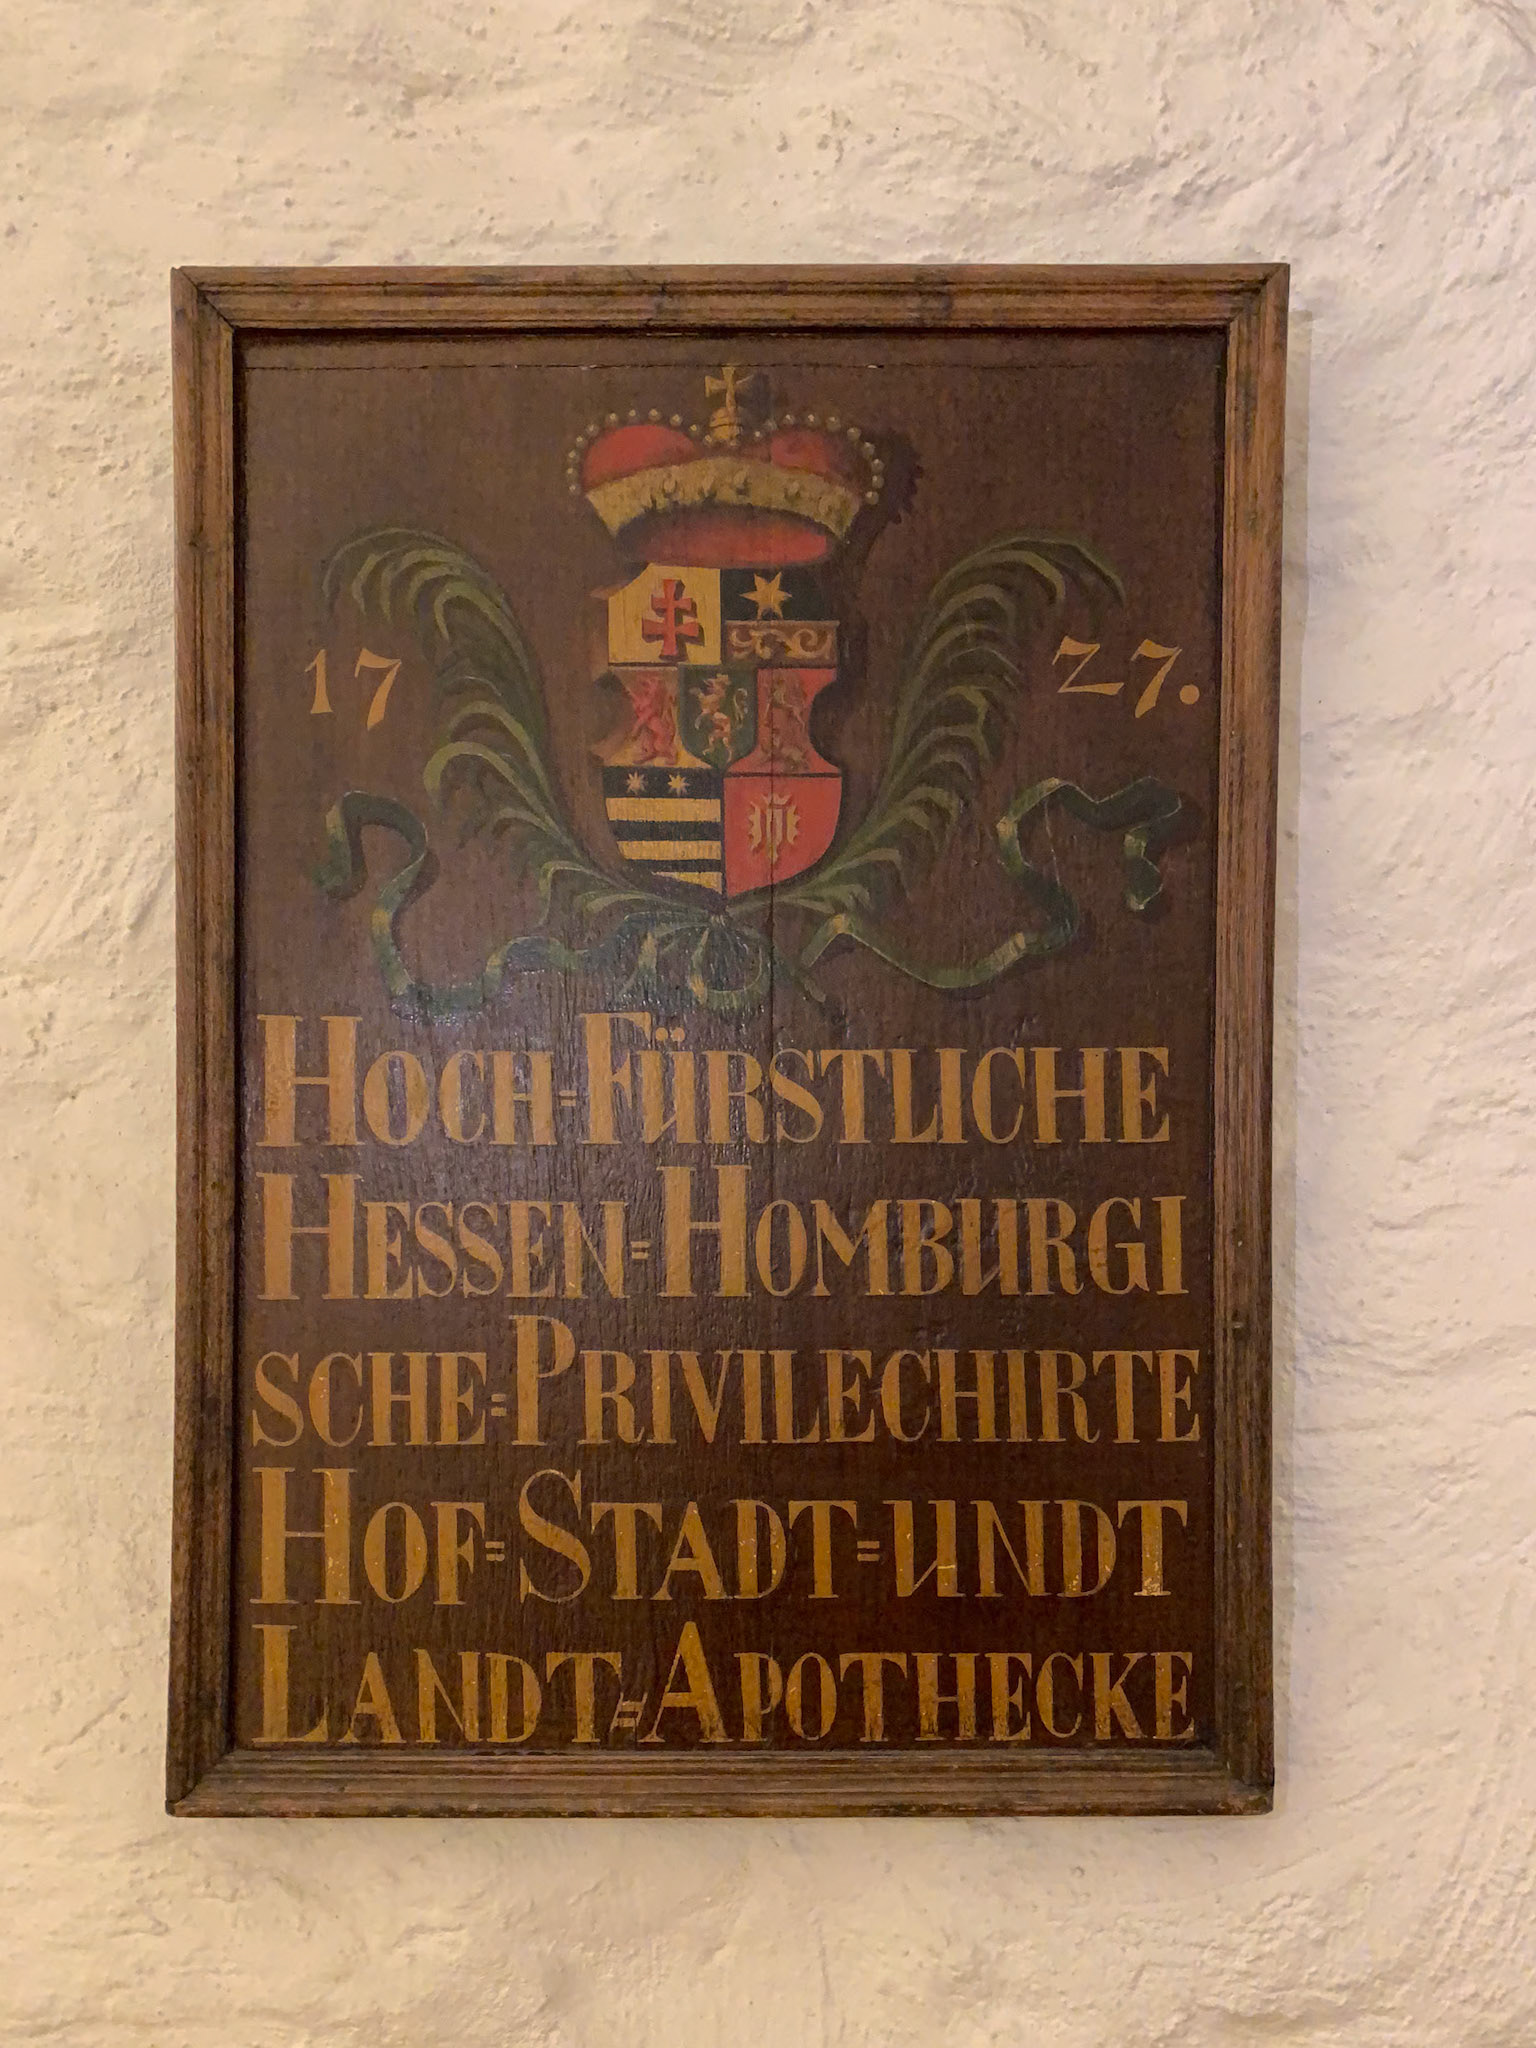 17 27.
HOCH=FÜRSTLICHE
HESSEN=HOMBURGI
SCHE=PRIVILECHIRTE
HOF=STADT=UNDT
LANDT=APOTHECKE